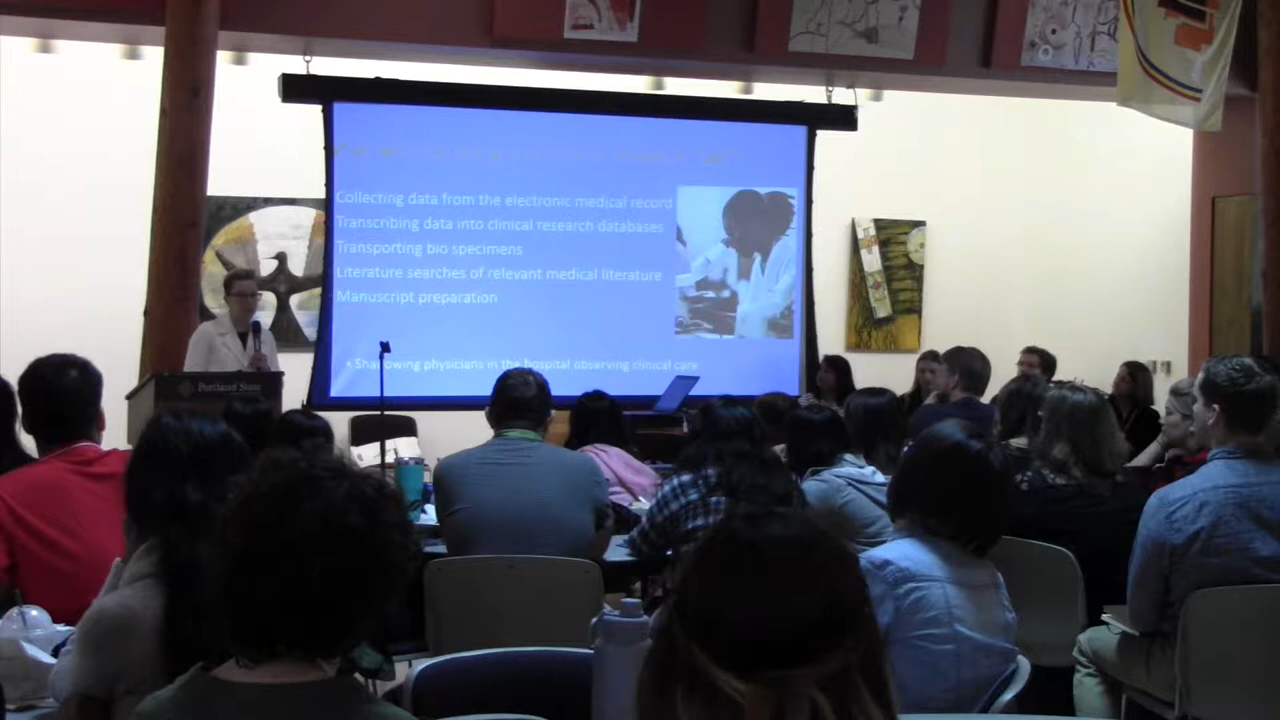 Collecting data from the electronic medical record
Transcribing data into clinical research databases
Transporting bio specimens
Literature searches of relevant medical literature
Manuscript preparation
• Shadowing physicians in the hospital observing clinical care
Portland State